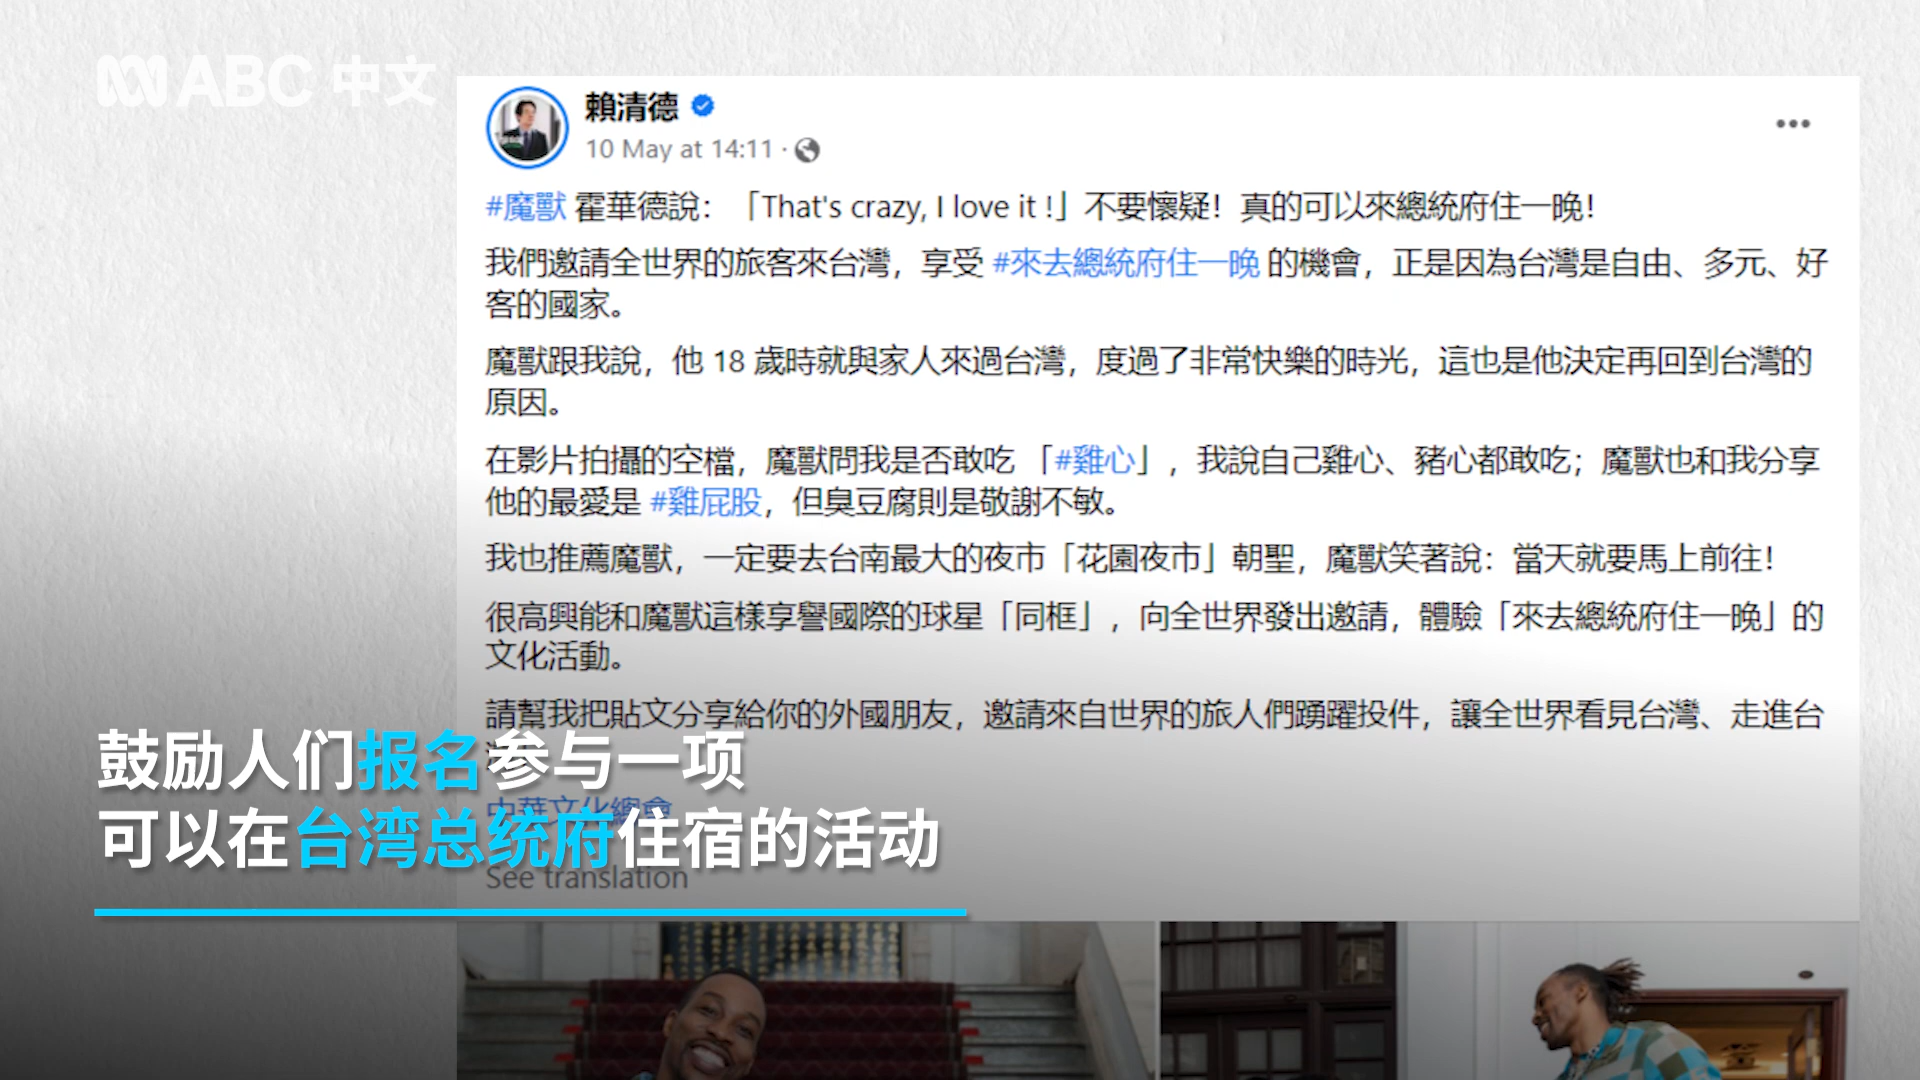 ABC 中文
賴清德
10 May at 14:11 ·
#魔獸 霍華德說：「That's crazy, I love it !」不要懷疑！真的可以來總統府住一晚！
我們邀請全世界的旅客來台灣，享受 #來去總統府住一晚 的機會，正是因為台灣是自由、多元、好
客的國家。
魔獸跟我說，他 18 歲時就與家人來過台灣，度過了非常快樂的時光，這也是他決定再回到台灣的
原因。
在影片拍攝的空檔，魔獸問我是否敢吃「#雞心」，我說自己雞心、豬心都敢吃；魔獸也和我分享
他的最愛是 #雞屁股，但臭豆腐則是敬謝不敏。
我也推薦魔獸，一定要去台南最大的夜市「花園夜市」朝聖，魔獸笑著說：當天就要馬上前往！
很高興能和魔獸這樣享譽國際的球星「同框」，向全世界發出邀請，體驗「來去總統府住一晚」的
文化活動。
請幫我把貼文分享給你的外國朋友，邀請來自世界的旅人們踴躍投件，讓全世界看見台灣、走進台
中華文化總會
See translation
鼓励人们报名参与一项
可以在台湾总统府住宿的活动